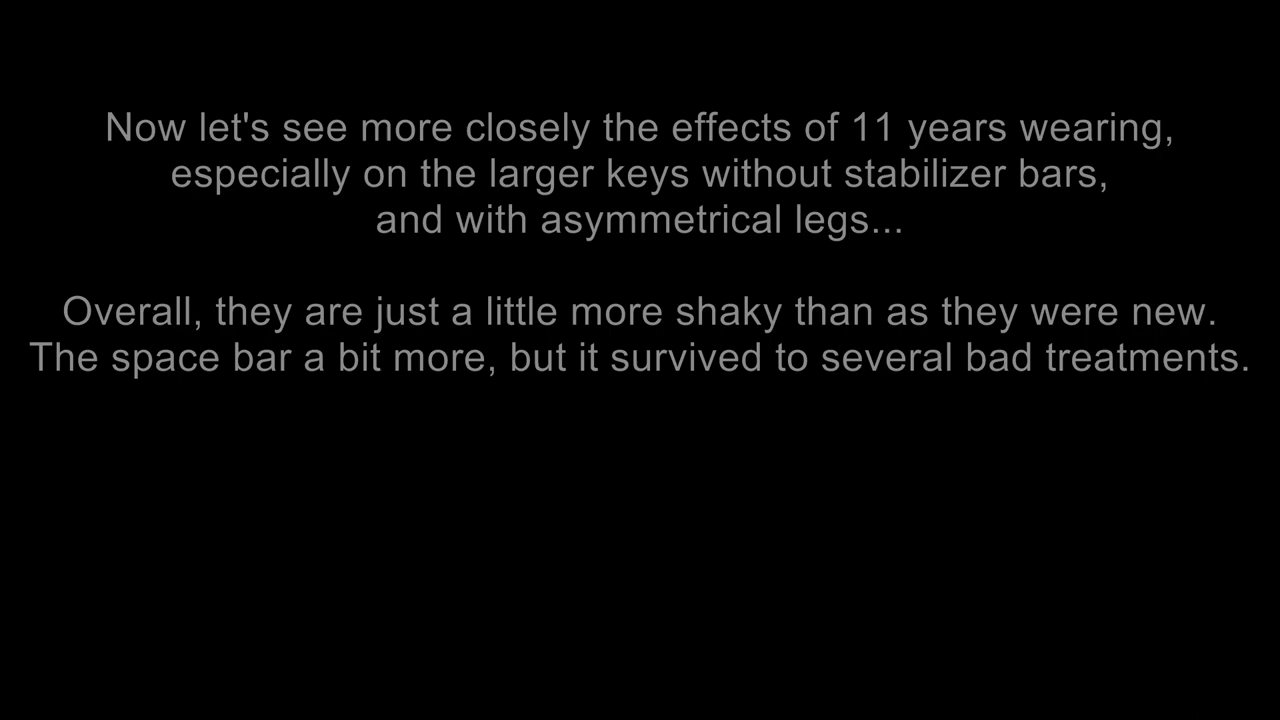 Now let's see more closely the effects of 11 years wearing,
especially on the larger keys without stabilizer bars,
and with asymmetrical legs...
Overall, they are just a little more shaky than as they were new.
The space bar a bit more, but it survived to several bad treatments.